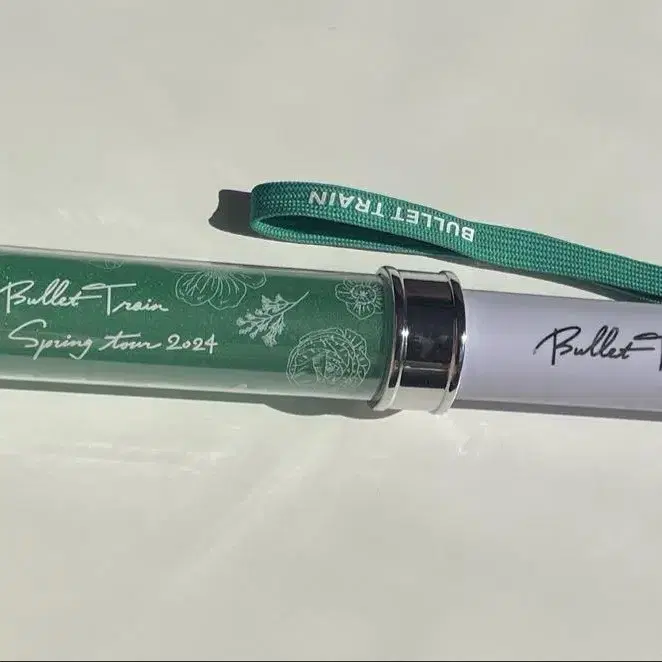 BULLET TRAIN
Bullet Train
Spring tour 2024
Bullet T